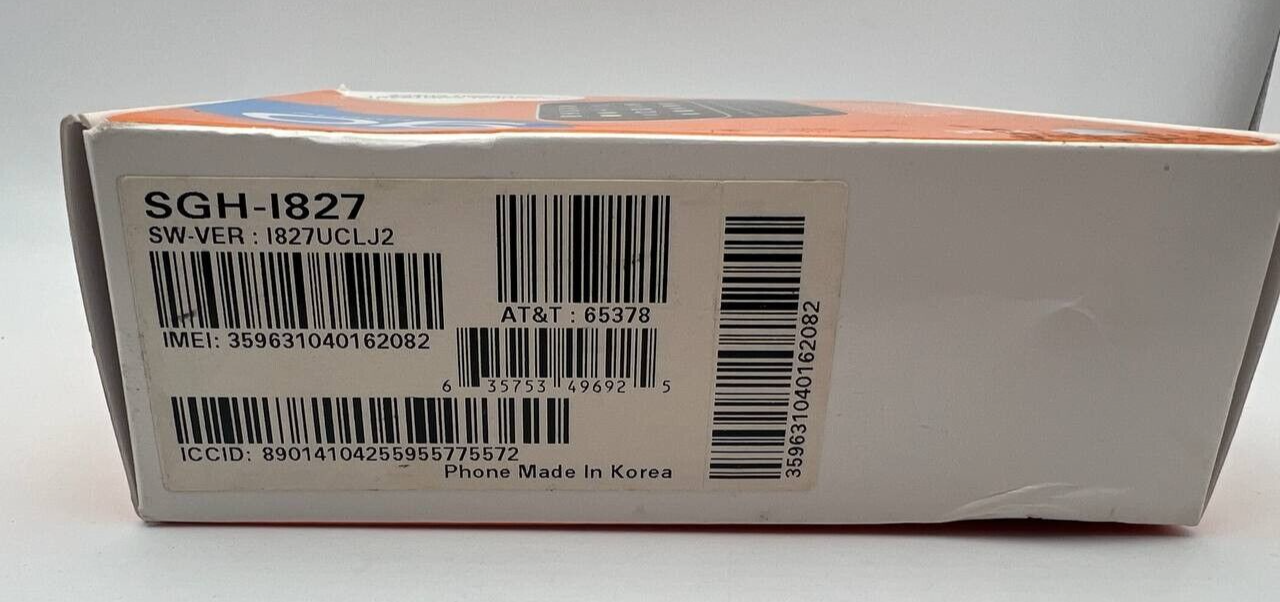 SGH-I827
SW-VER : I827UCLJ2
IMEI: 359631040162082
AT&T : 65378
6 35753 49692 5
ICCID: 89014104255955775572
Phone Made In Korea
359631040162082